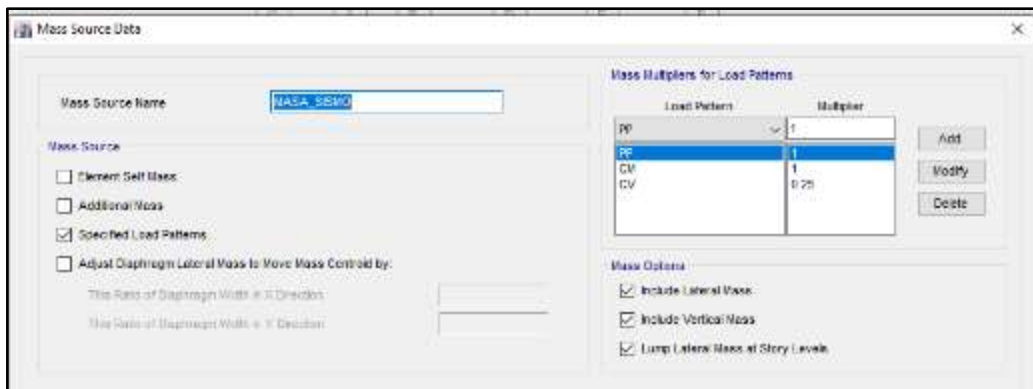 Mass Source Data
Mass Source Name
MASA_SISMO
Mass Source
Element Self Mass
Additional Mass
Specified Load Patterns
Adjust Diaphragm Lateral Mass to Move Mass Centroid by:
This Ratio of Diaphragm Width in X Direction
This Ratio of Diaphragm Width in Y Direction
Mass Multipliers for Load Patterns
Load Pattern Multiplier
PP 1
PP 1
CM 1
CV 0.25
Add
Modify
Delete
Mass Options
Include Lateral Mass
Include Vertical Mass
Lump Lateral Mass at Story Levels